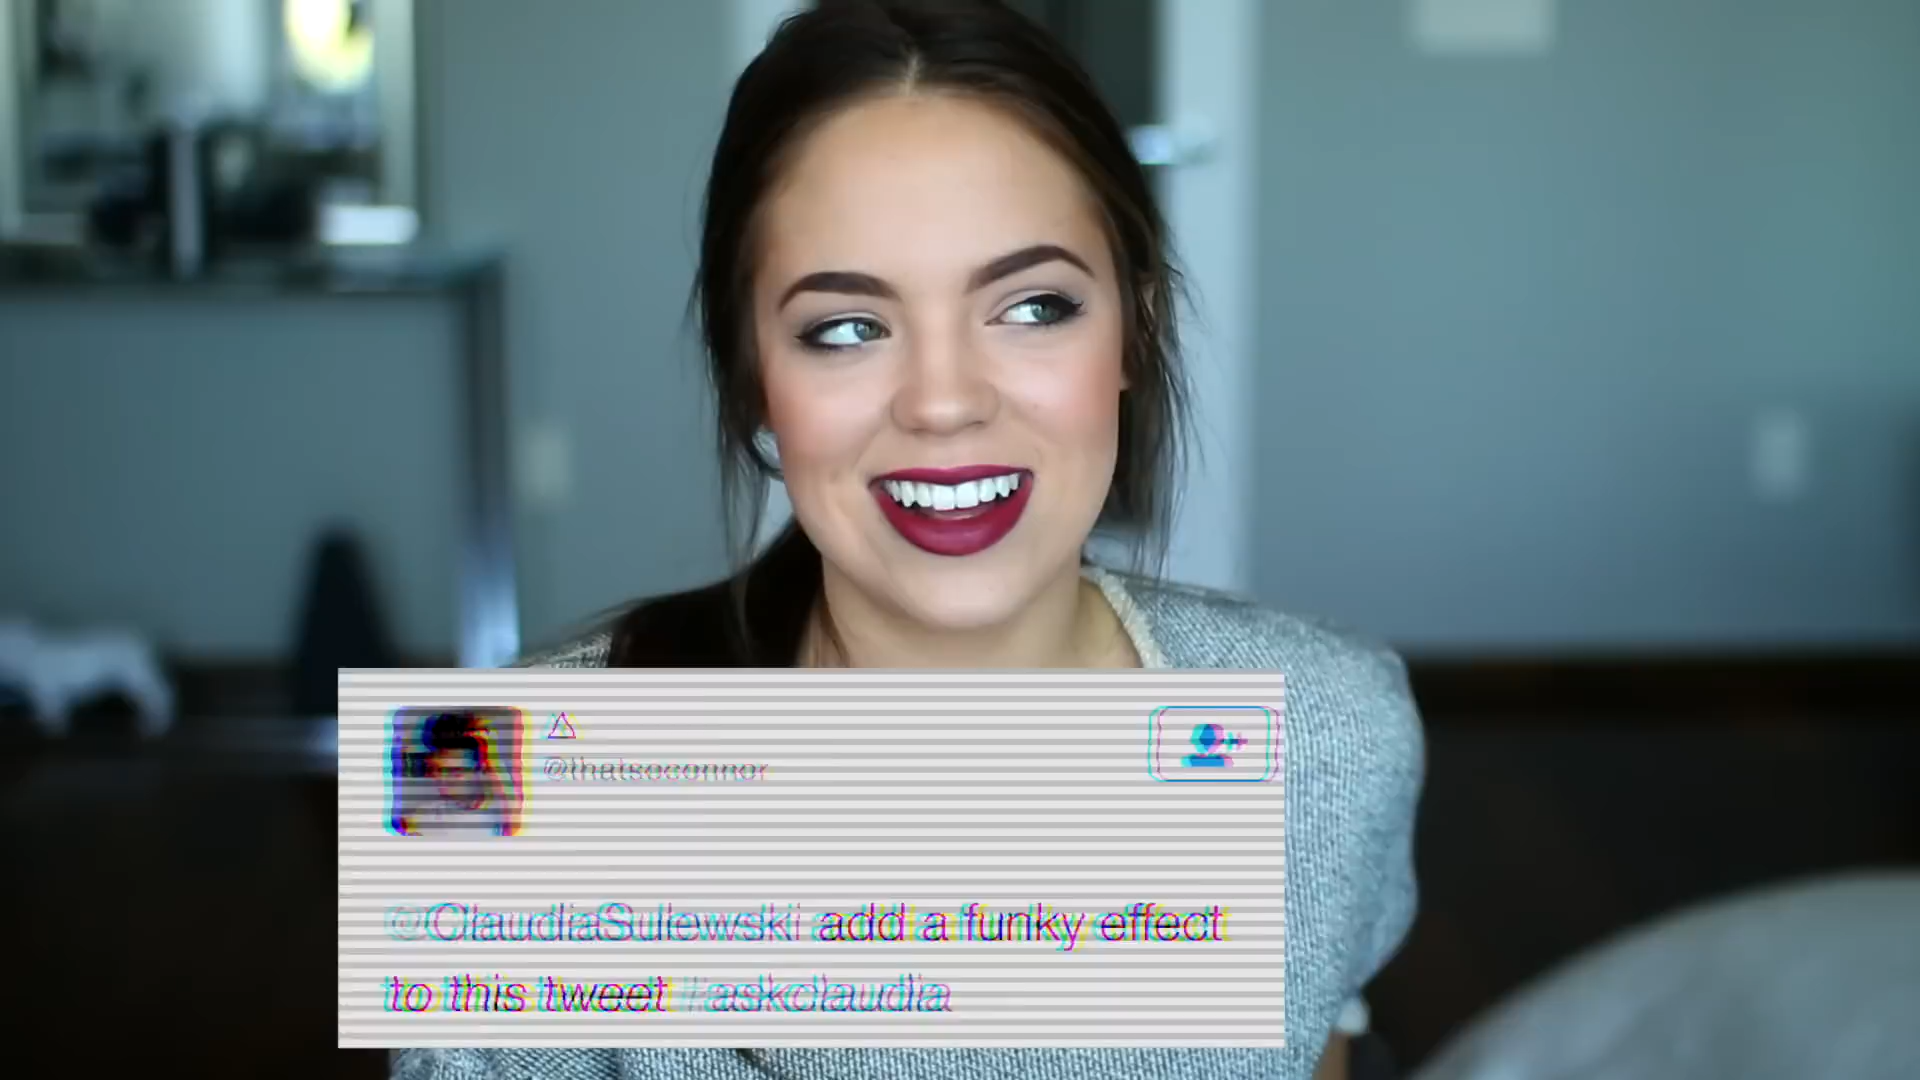 @thatsoconnor
@ClaudiaSulewski add a funky effect
to this tweet #askclaudia